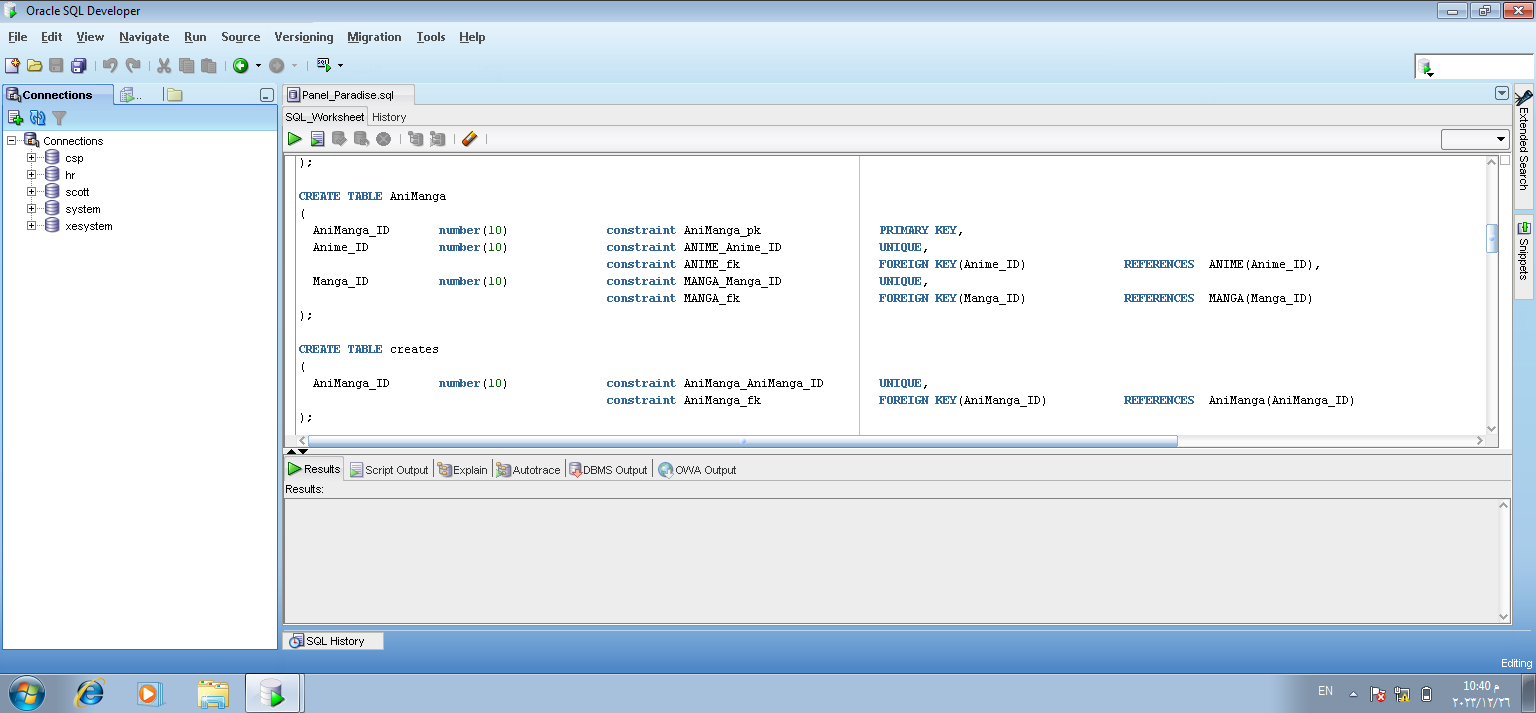 Oracle SQL Developer
File Edit View Navigate Run Source Versioning Migration Tools Help
Connections
Connections
csp
hr
scott
system
xesystem
Panel_Paradise.sql
SQL_Worksheet History
);
CREATE TABLE AniManga
(
AniManga_ID number(10) constraint AniManga_pk PRIMARY KEY,
Anime_ID number(10) constraint ANIME_Anime_ID UNIQUE,
constraint ANIME_fk FOREIGN KEY(Anime_ID) REFERENCES ANIME(Anime_ID),
Manga_ID number(10) constraint MANGA_Manga_ID UNIQUE,
constraint MANGA_fk FOREIGN KEY(Manga_ID) REFERENCES MANGA(Manga_ID)
);
CREATE TABLE creates
(
AniManga_ID number(10) constraint AniManga_AniManga_ID UNIQUE,
constraint AniManga_fk FOREIGN KEY(AniManga_ID) REFERENCES AniManga(AniManga_ID)
);
Results Script Output Explain Autotrace DBMS Output OWA Output
Results:
SQL History
Extended Search
Snippets
Editing
EN
م 10:40
٢٠٢٣/١٢/٢٦